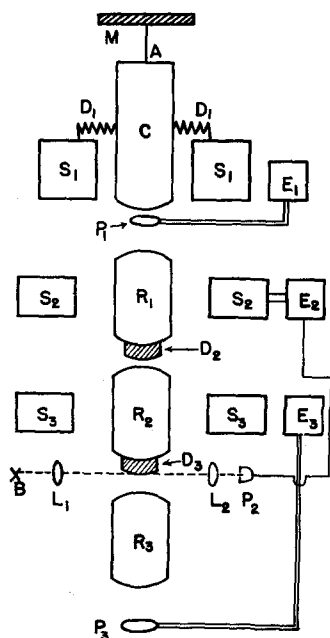 M
A
D₁ D₁
C
S₁ S₁ E₁
P₁
R₁
S₂ S₂ E₂
D₂
R₂
S₃ S₃ E₃
D₃
B L₁ L₂ P₂
R₃
P₃